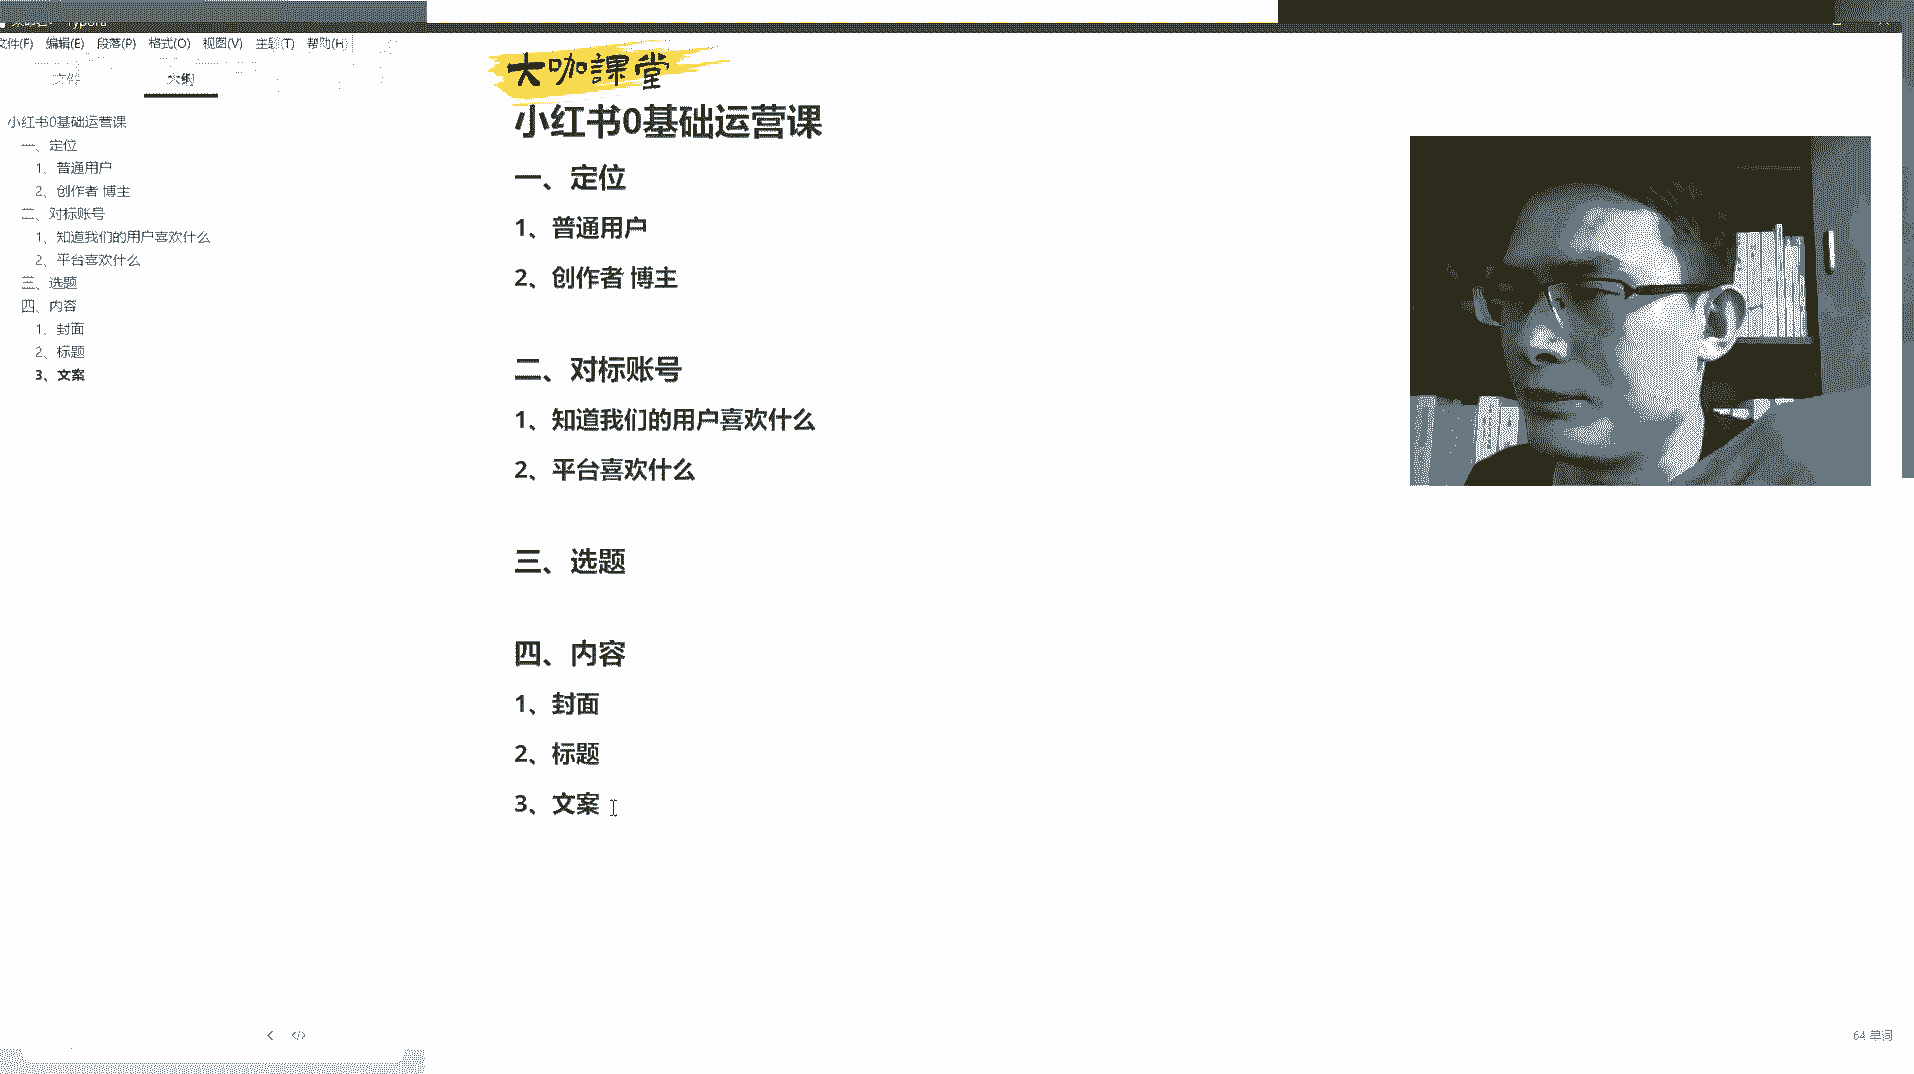 Typora
文件(F) 编辑(E) 段落(P) 格式(O) 视图(V) 主题(T) 帮助(H)
文件 大纲
小红书0基础运营课
一、定位
1、普通用户
2、创作者 博主
二、对标账号
1、知道我们的用户喜欢什么
2、平台喜欢什么
三、选题
四、内容
1、封面
2、标题
3、文案
大咖課堂
小红书0基础运营课
一、定位
1、普通用户
2、创作者 博主
二、对标账号
1、知道我们的用户喜欢什么
2、平台喜欢什么
三、选题
四、内容
1、封面
2、标题
3、文案
64 单词